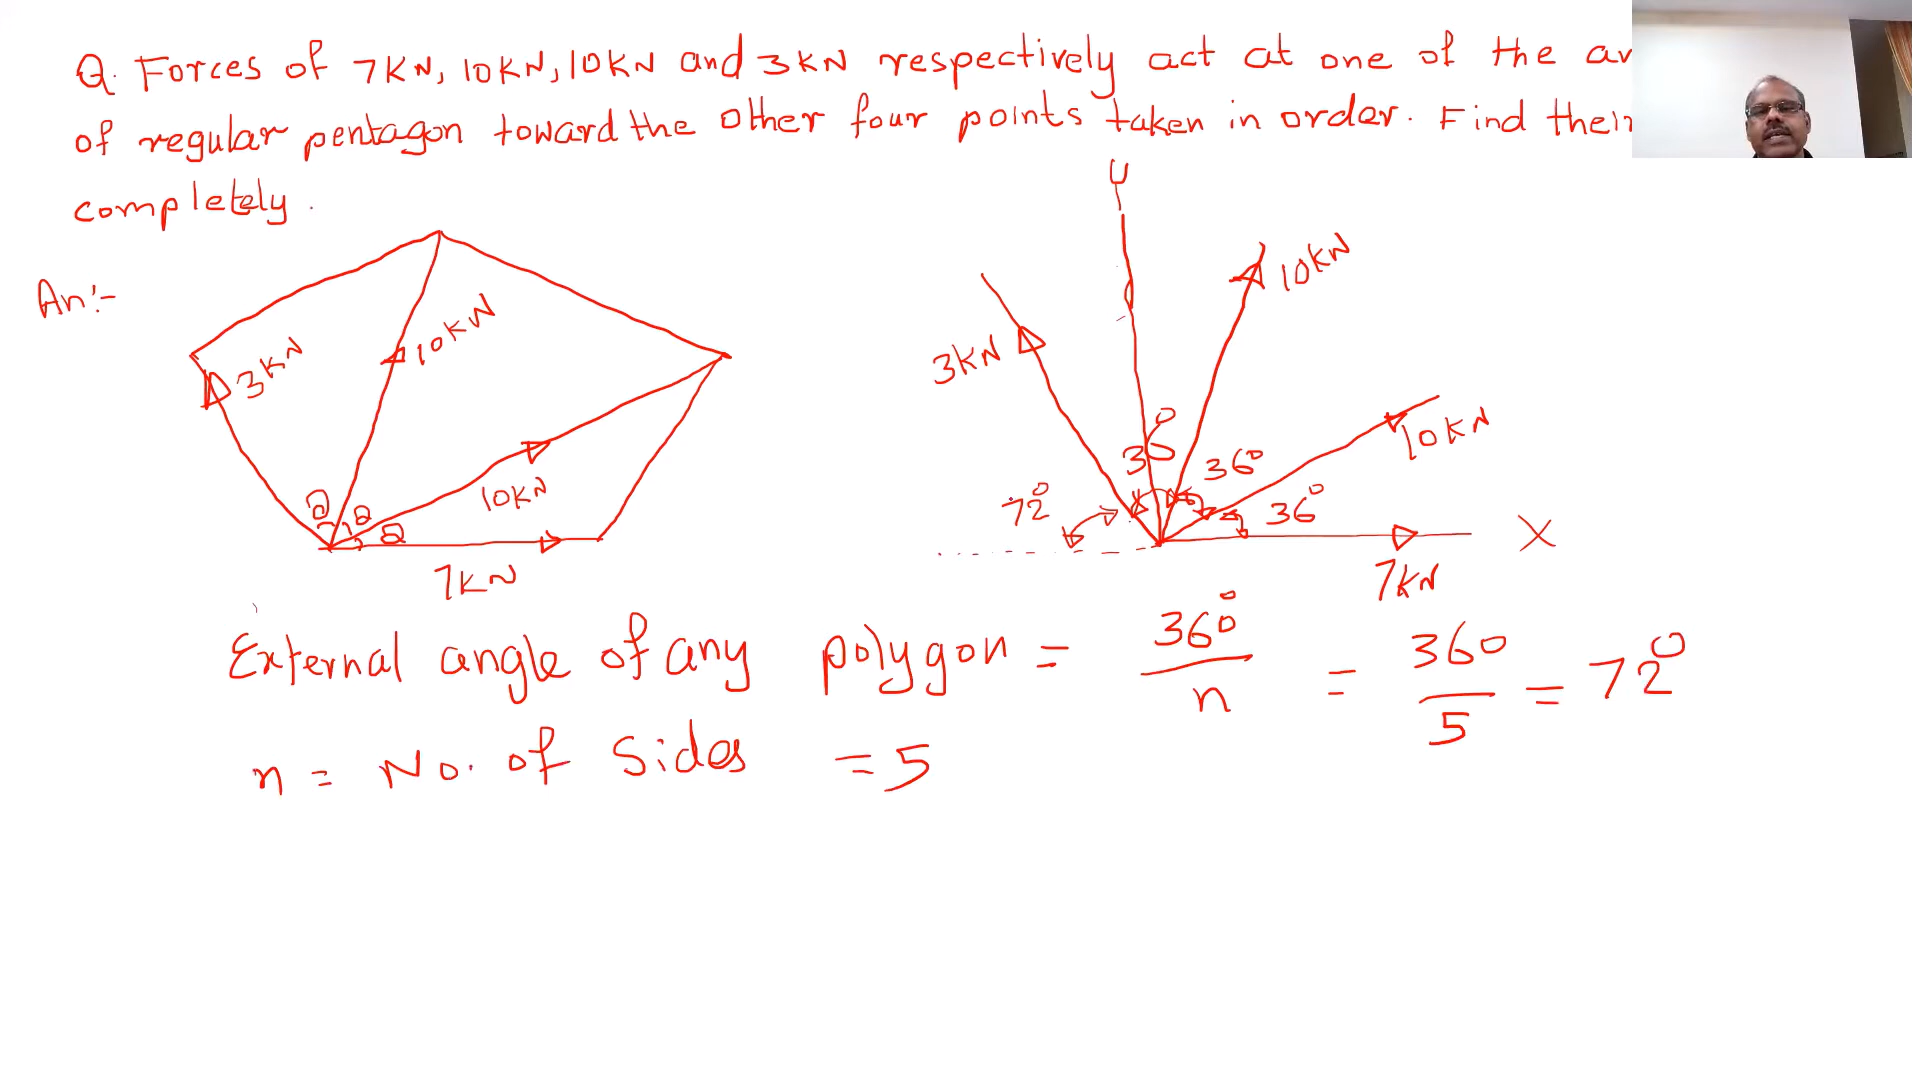 Q. Forces of 7KN, 10KN, 10KN and 3KN respectively act at one of the
of regular pentagon toward the other four points taken in order. Find
completely.
An:-
3KN
10KN
10KN
7KN
θ
θ
θ
Y
10KN
3KN
10KN
36°
36°
36°
72°
X
7KN
External angle of any polygon = 360° / n = 360 / 5 = 72°
n = No. of Sides = 5